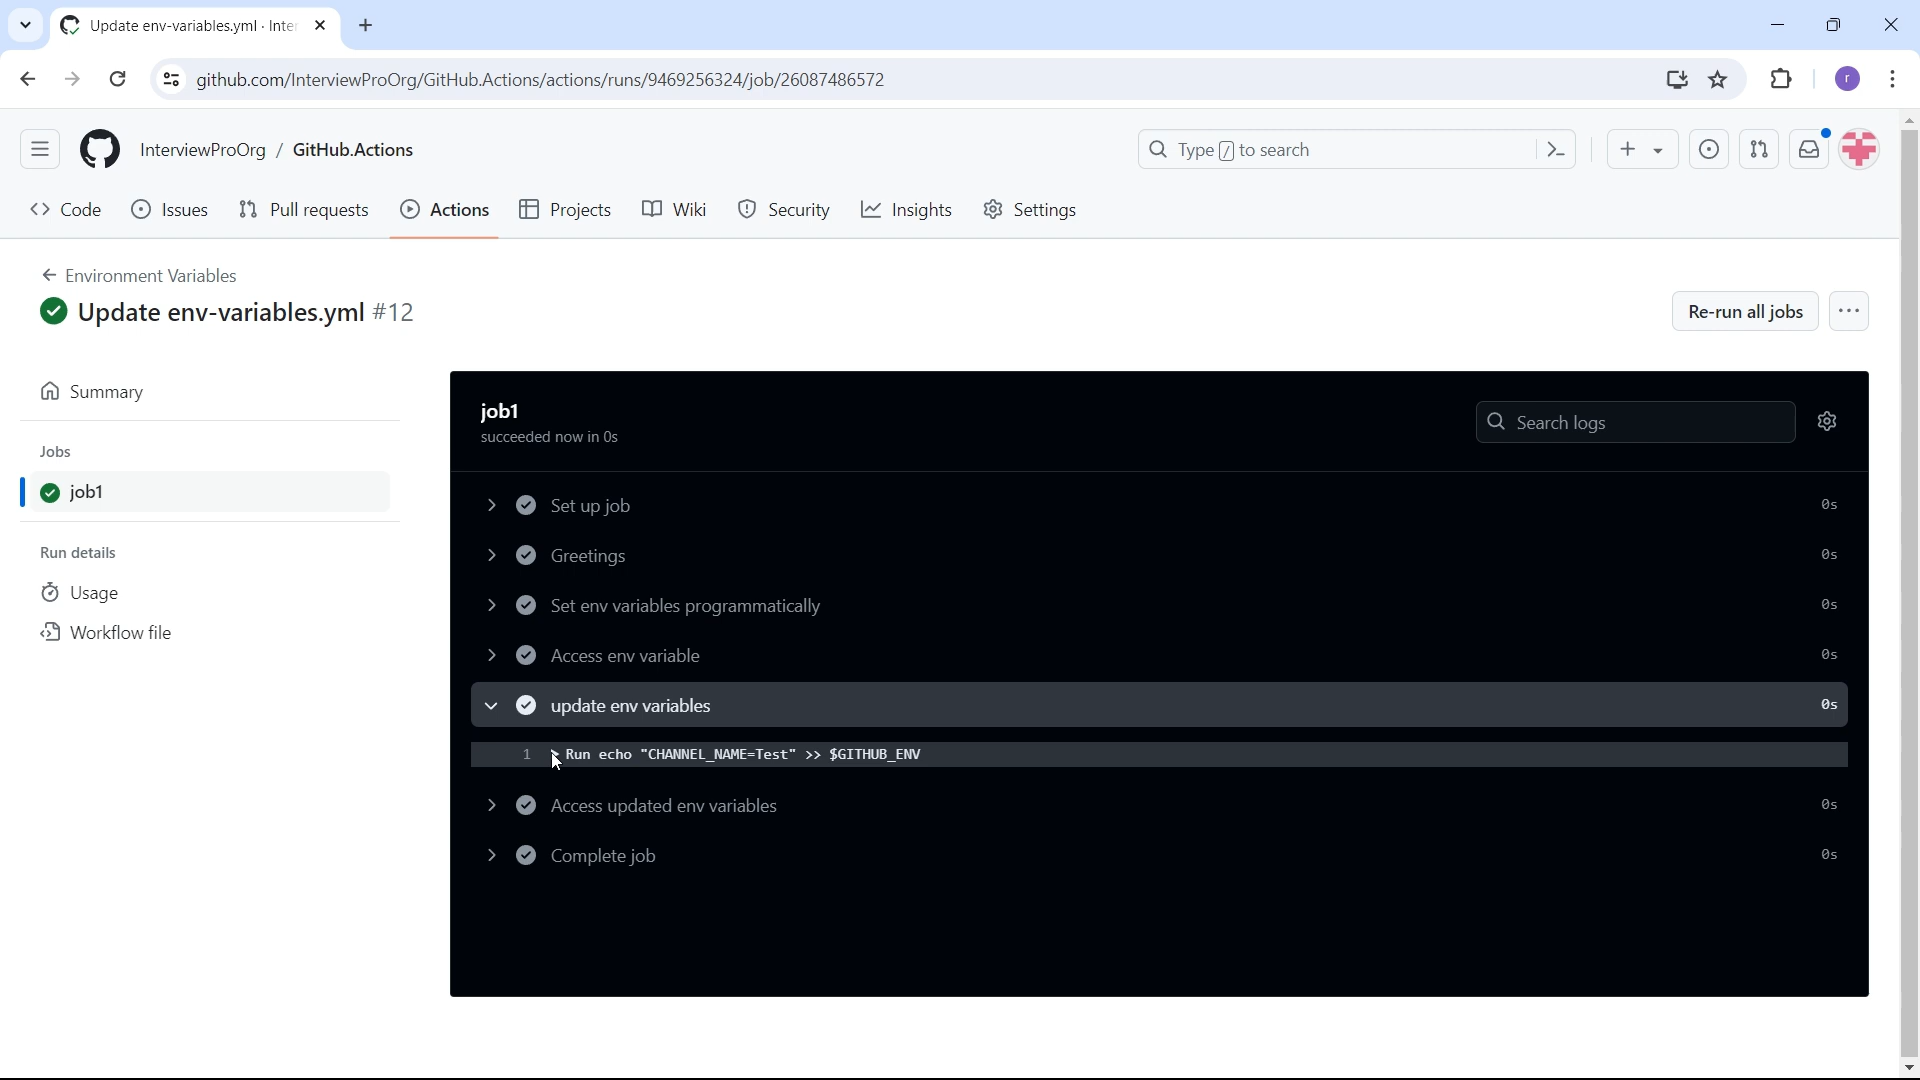 Update env-variables.yml · Inter
github.com/InterviewProOrg/GitHub.Actions/actions/runs/9469256324/job/26087486572
r
InterviewProOrg / GitHub.Actions
Type / to search
Code
Issues
Pull requests
Actions
Projects
Wiki
Security
Insights
Settings
Environment Variables
Update env-variables.yml #12
Re-run all jobs
Summary
Jobs
job1
Run details
Usage
Workflow file
job1
succeeded now in 0s
Search logs
Set up job 0s
Greetings 0s
Set env variables programmatically 0s
Access env variable 0s
update env variables 0s
1 Run echo "CHANNEL_NAME=Test" >> $GITHUB_ENV
Access updated env variables 0s
Complete job 0s